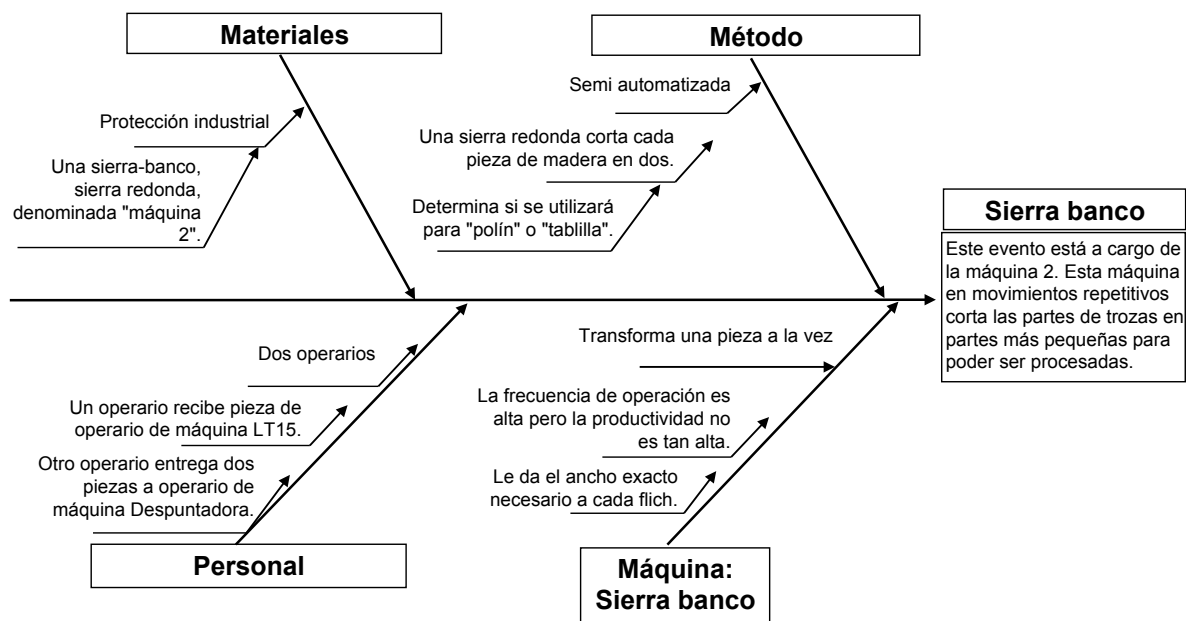 Materiales
Método
Semi automatizada
Protección industrial
Una sierra redonda corta cada
pieza de madera en dos.
Una sierra-banco,
sierra redonda,
denominada "máquina
2".
Determina si se utilizará
para "polín" o "tablilla".
Sierra banco
Este evento está a cargo de
la máquina 2. Esta máquina
en movimientos repetitivos
corta las partes de trozas en
partes más pequeñas para
poder ser procesadas.
Dos operarios
Un operario recibe pieza de
operario de máquina LT15.
Otro operario entrega dos
piezas a operario de
máquina Despuntadora.
Transforma una pieza a la vez
La frecuencia de operación es
alta pero la productividad no
es tan alta.
Le da el ancho exacto
necesario a cada flich.
Personal
Máquina:
Sierra banco